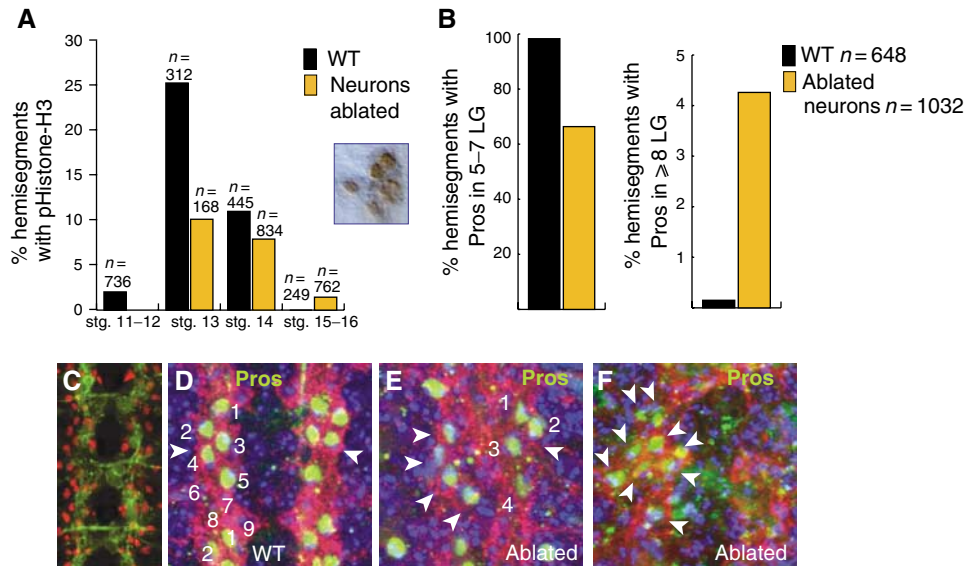 A
% hemisegments with pHistone-H3
30
25
20
15
10
5
0
n=
736
n=
312
n=
168
n=
445
n=
834
n=
249
n=
762
stg. 11–12
stg. 13
stg. 14
stg. 15–16
WT
Neurons
ablated
B
% hemisegments with
Pros in 5–7 LG
100
80
60
40
20
% hemisegments with
Pros in ⩾8 LG
5
4
3
2
1
WT n=648
Ablated
neurons n=1032
C
D
Pros
1
2
3
4
5
6
7
8
9
1
2
WT
E
Pros
1
2
3
4
Ablated
F
Pros
Ablated